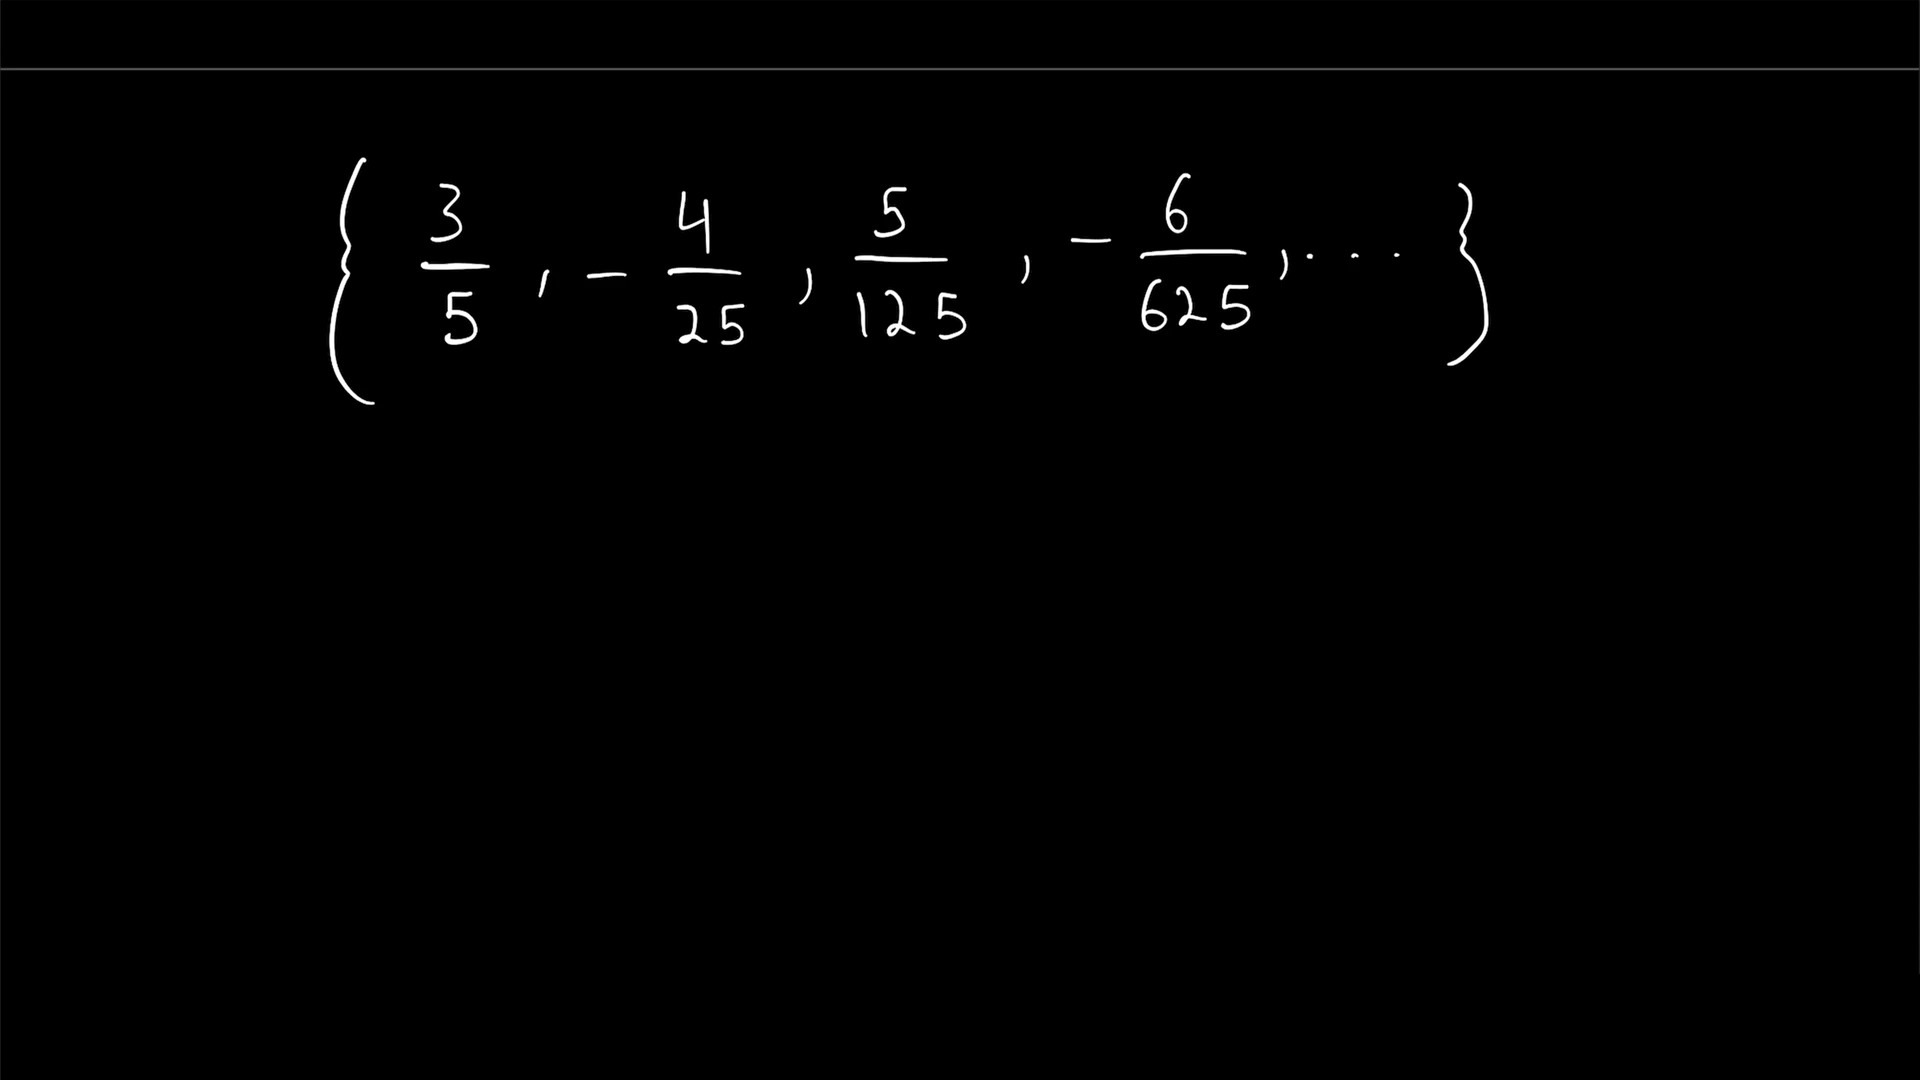 { 3/5 , - 4/25 , 5/125 , - 6/625 , . . . }